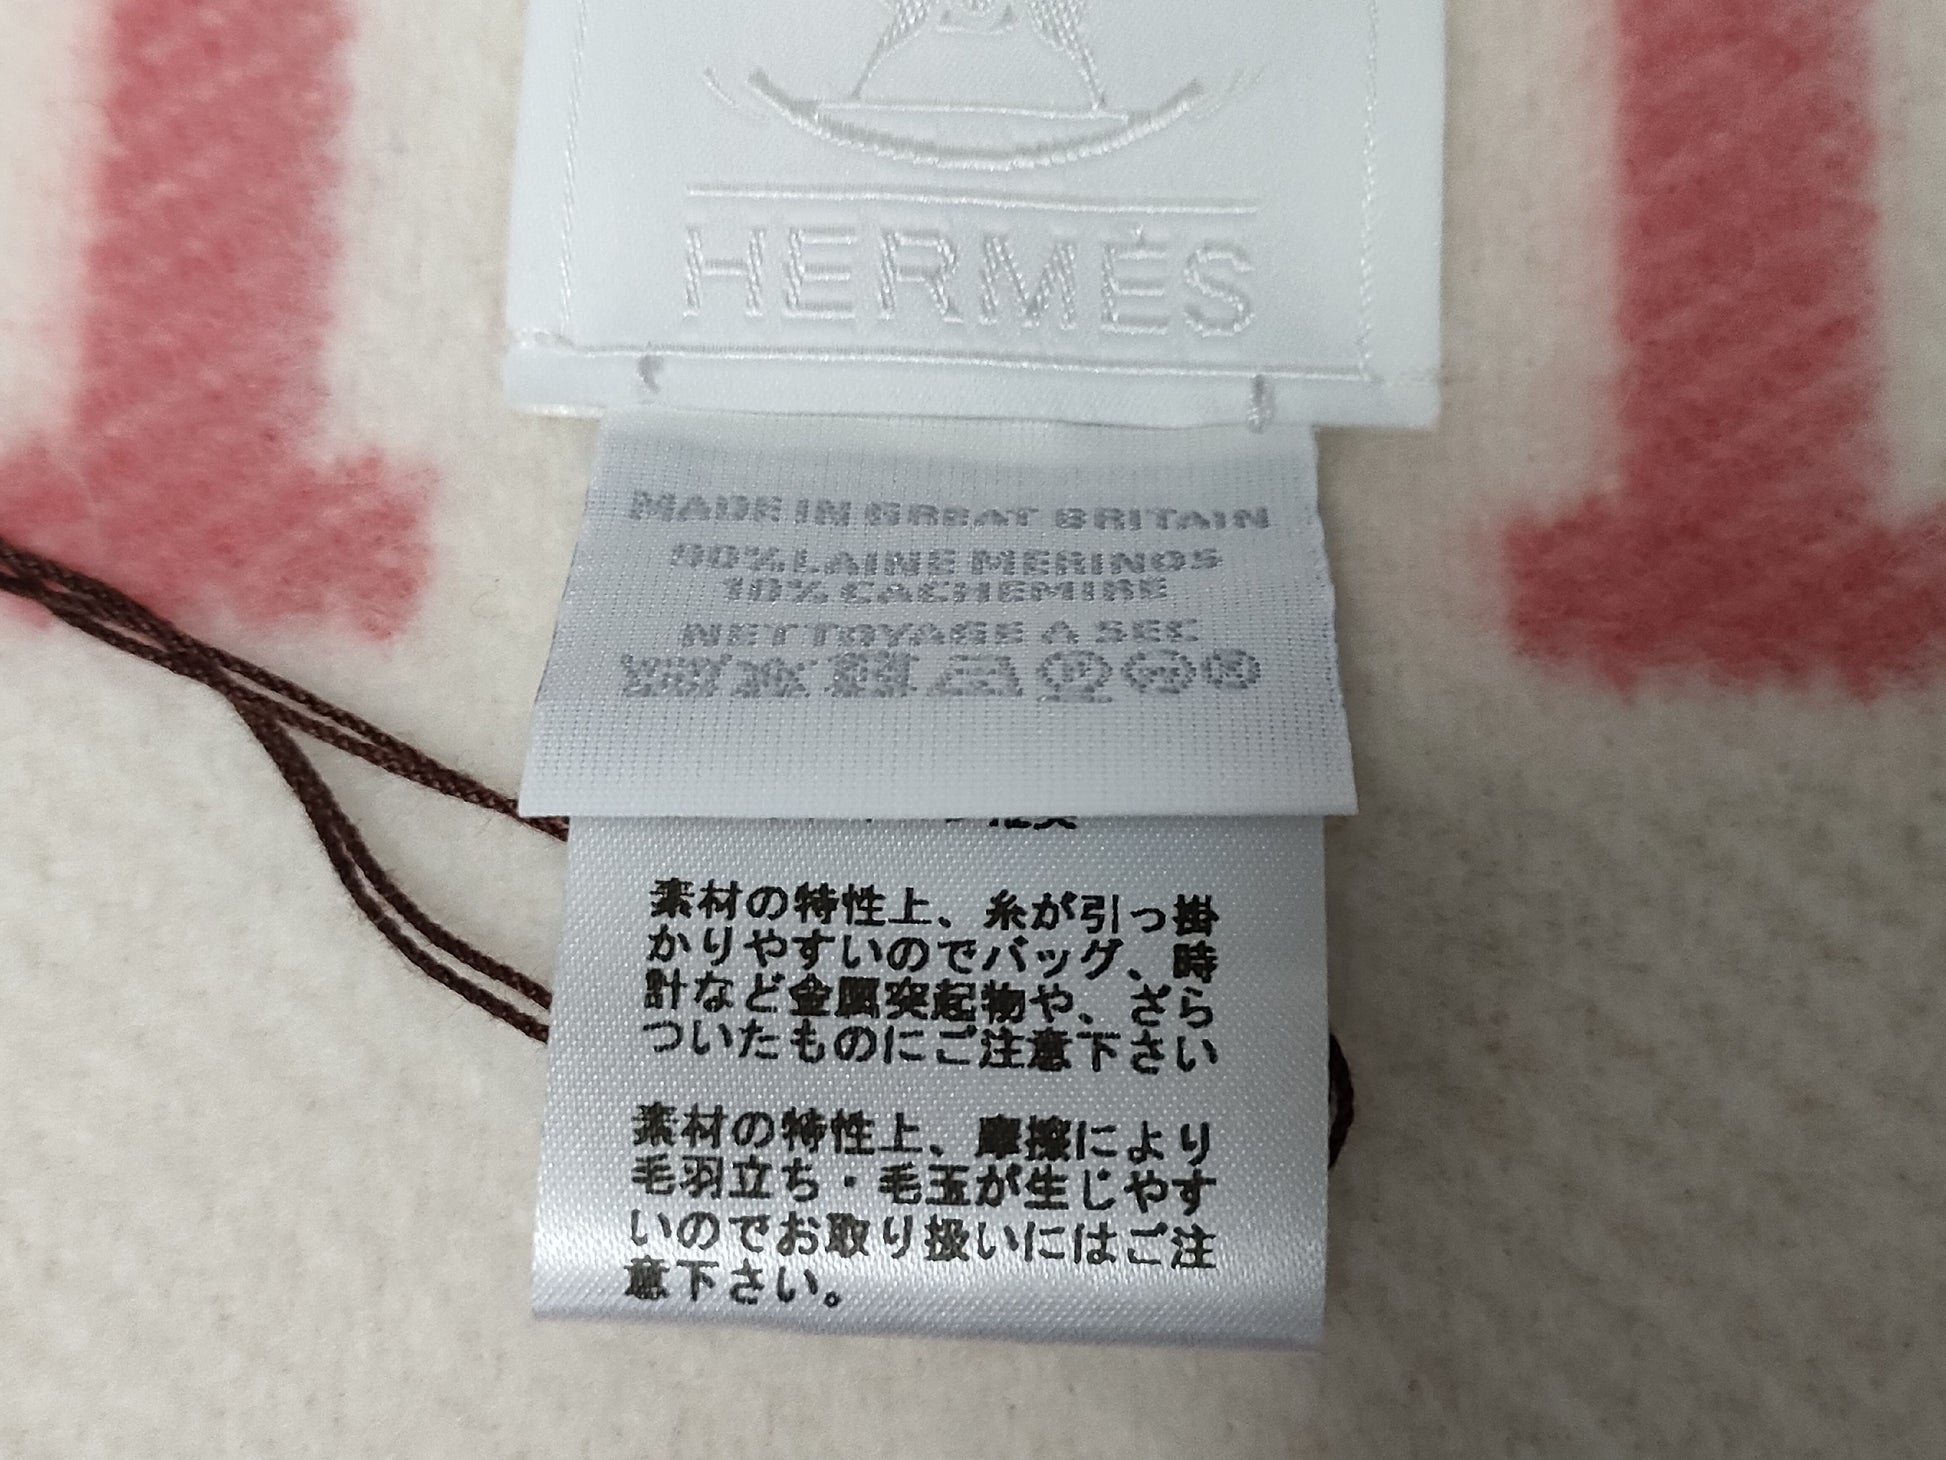 HERMÈS
MADE IN GREAT BRITAIN
90% LAINE MERINOS
10% CACHEMIRE
NETTOYAGE A SEC
素材の特性上、糸が引っ掛
かりやすいのでバッグ、時
計など金属突起物や、ざら
ついたものにご注意下さい
素材の特性上、摩擦により
毛羽立ち・毛玉が生じやす
いのでお取り扱いにはご注
意下さい。